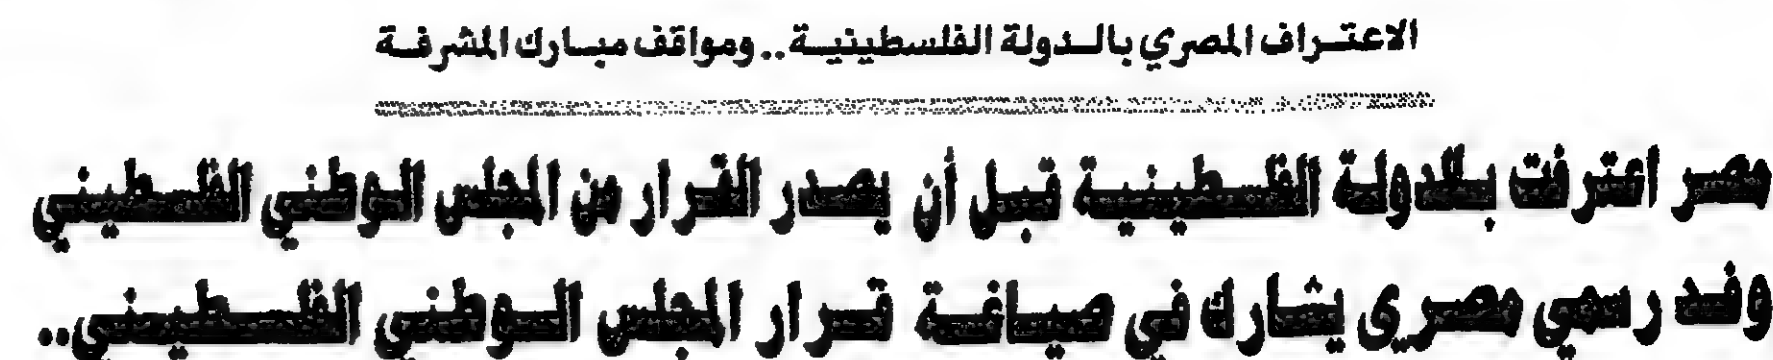 الاعتراف المصري بالدولة الفلسطينية.. ومواقف مبارك المشرفة
مصر اعترفت بالدولة الفلسطينية قبل أن يصدر القرار من المجلس الوطني الفلسطيني
وفد رسمي مصرى يشارك في صياغة قرار المجلس الوطني الفلسطيني..